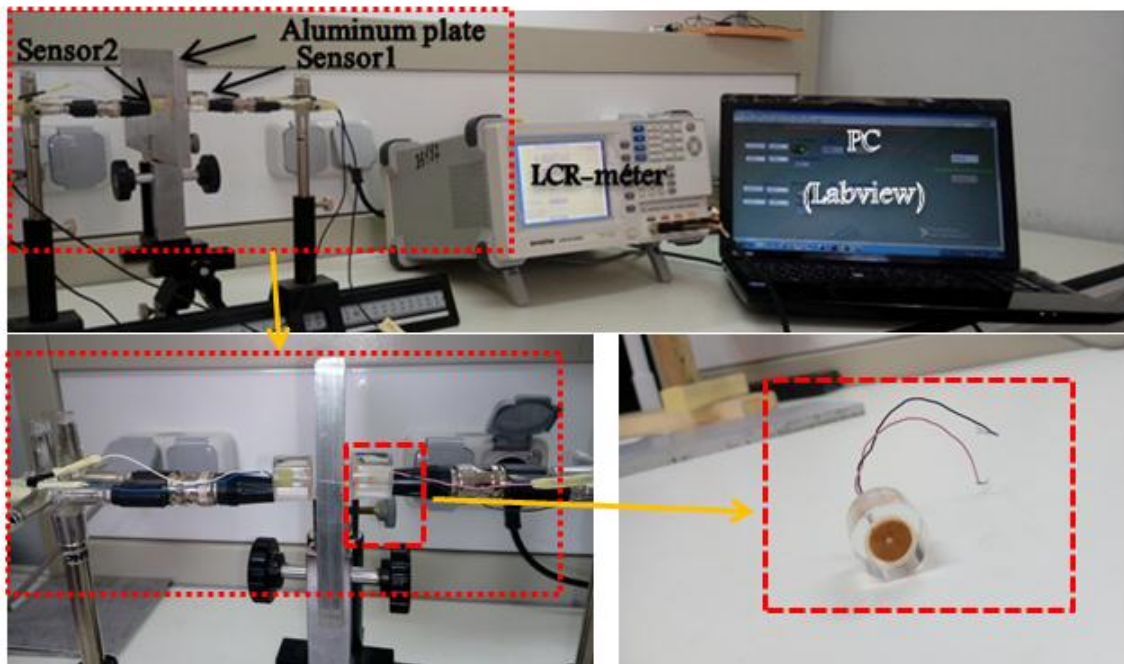 Aluminum plate
Sensor2
Sensor1
LCR-méter
PC
(Labview)